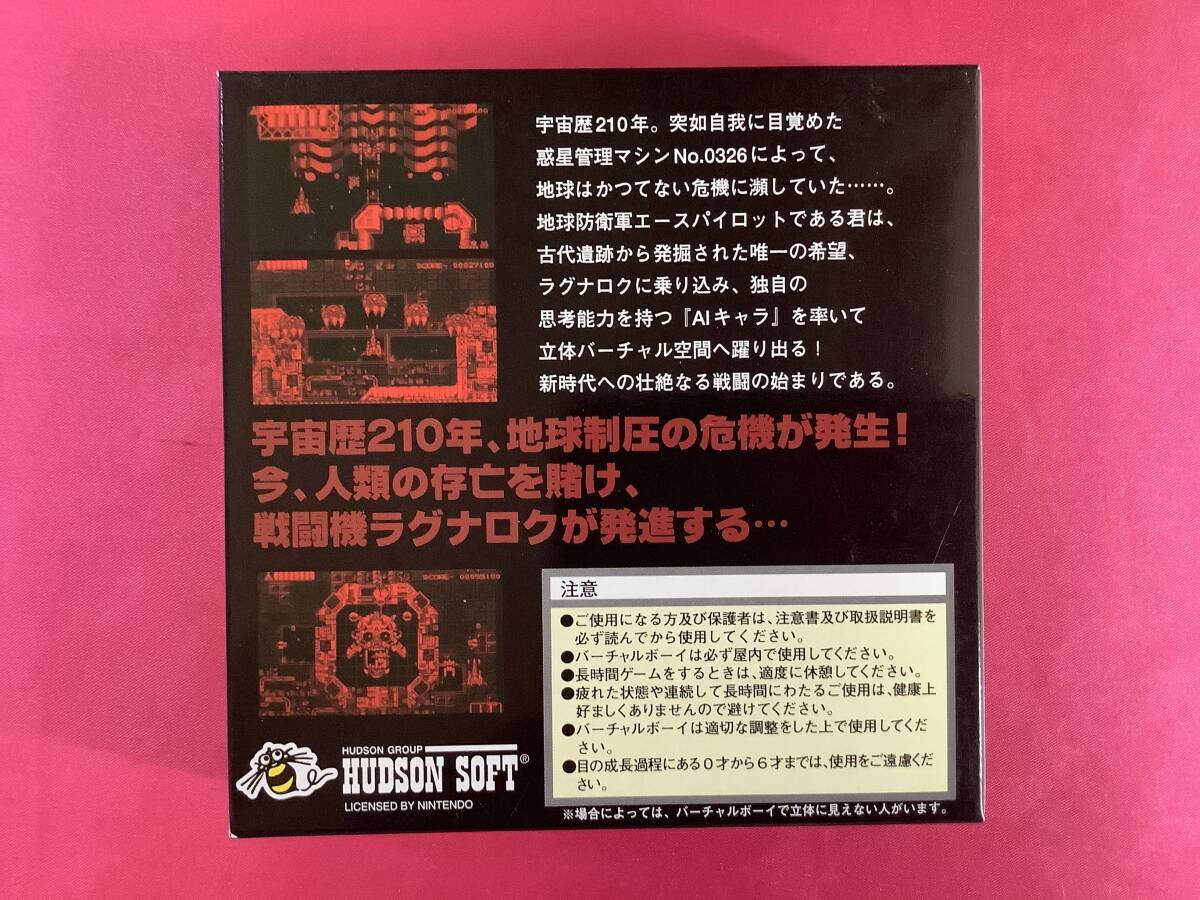 宇宙歴210年。突如自我に目覚めた
惑星管理マシンNo.0326によって、
地球はかつてない危機に瀕していた……。
地球防衛軍エースパイロットである君は、
古代遺跡から発掘された唯一の希望、
ラグナロクに乗り込み、独自の
思考能力を持つ『AIキャラ』を率いて
立体バーチャル空間へ躍り出る!
新時代への壮絶なる戦闘の始まりである。
SCORE- 00627100
宇宙歴210年、地球制圧の危機が発生!
今、人類の存亡を賭け、
戦闘機ラグナロクが発進する…
SCORE- 00055100
注意
●ご使用になる方及び保護者は、注意書及び取扱説明書を
必ず読んでから使用してください。
●バーチャルボーイは必ず屋内で使用してください。
●長時間ゲームをするときは、適度に休憩してください。
●疲れた状態や連続して長時間にわたるご使用は、健康上
好ましくありませんので避けてください。
●バーチャルボーイは適切な調整をした上で使用してくだ
さい。
●目の成長過程にある0才から6才までは、使用をご遠慮くだ
さい。
※場合によっては、バーチャルボーイで立体に見えない人がいます。
HUDSON GROUP
HUDSON SOFT®
LICENSED BY NINTENDO